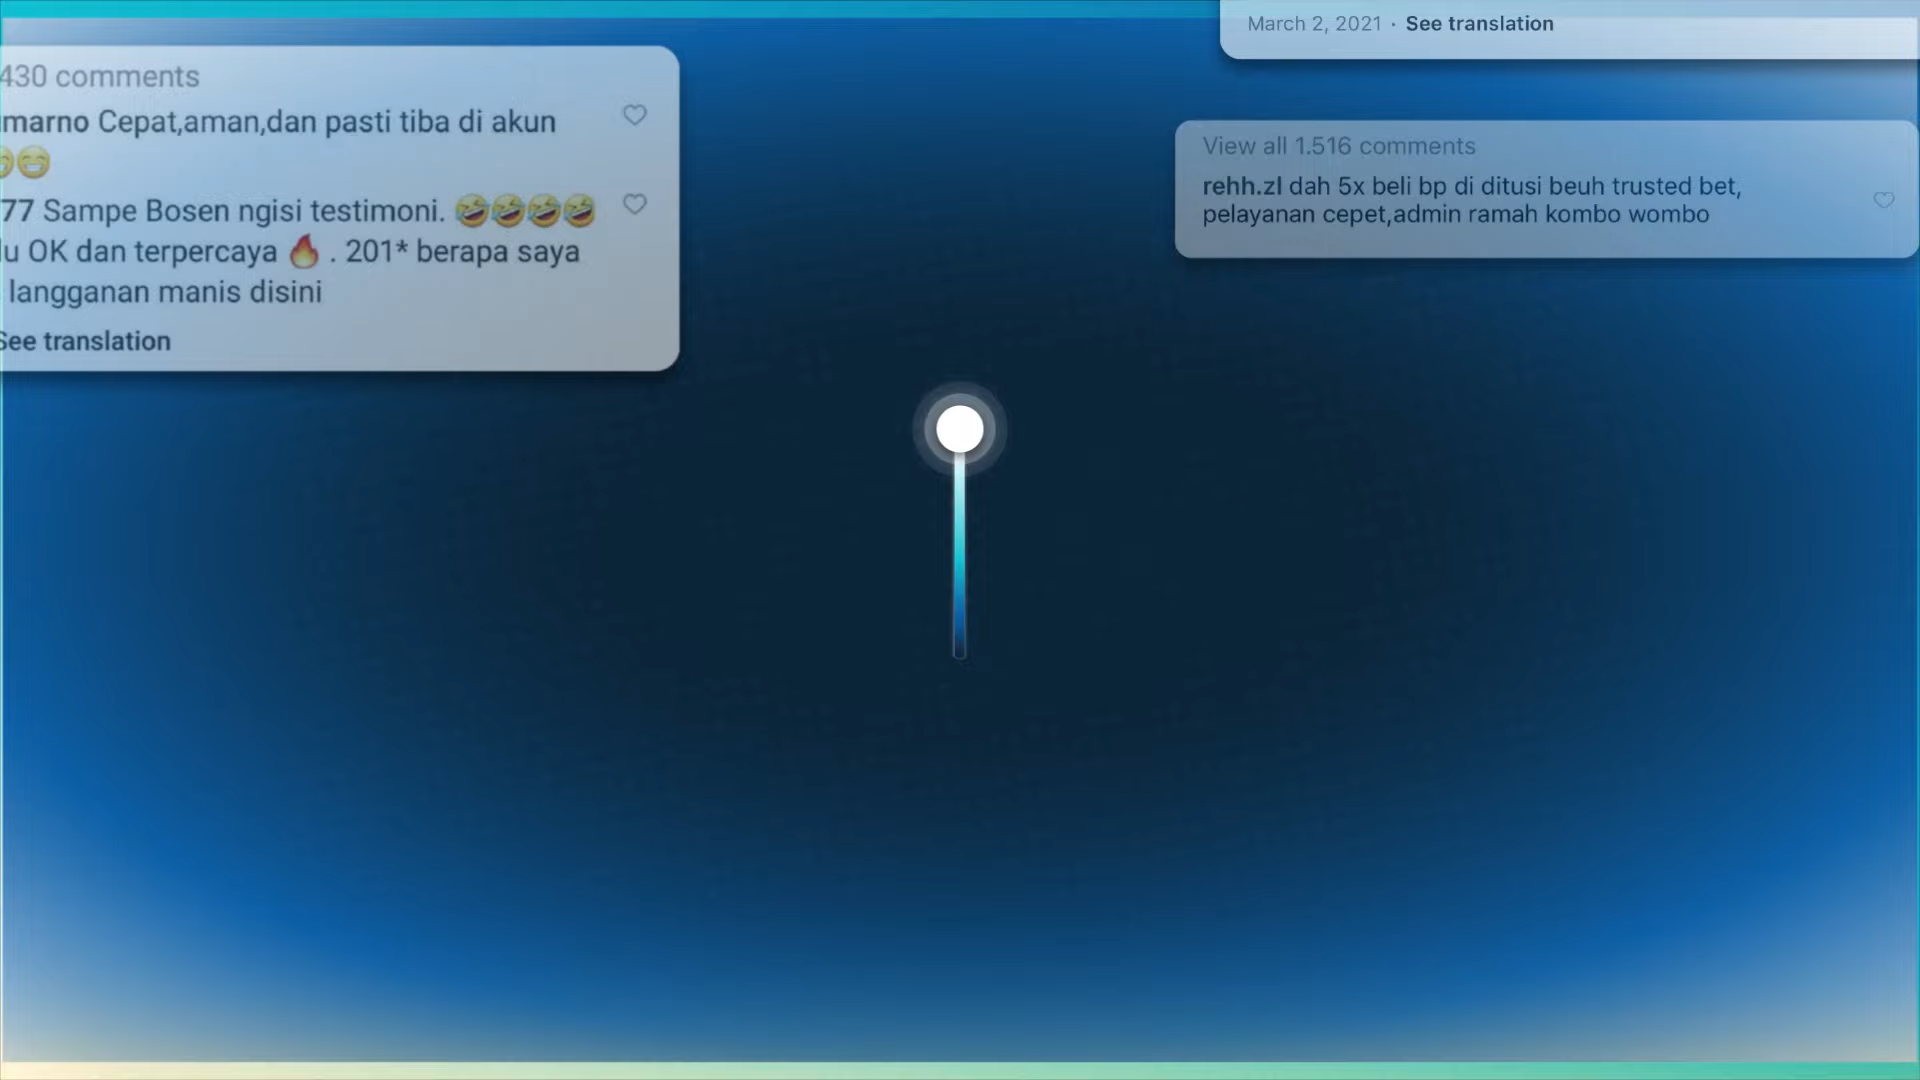 430 comments
marno Cepat,aman,dan pasti tiba di akun
😁
77 Sampe Bosen ngisi testimoni. 🤣🤣🤣🤣
lu OK dan terpercaya 🔥 . 201* berapa saya
langganan manis disini
See translation
March 2, 2021 · See translation
View all 1.516 comments
rehh.zl dah 5x beli bp di ditusi beuh trusted bet,
pelayanan cepet,admin ramah kombo wombo